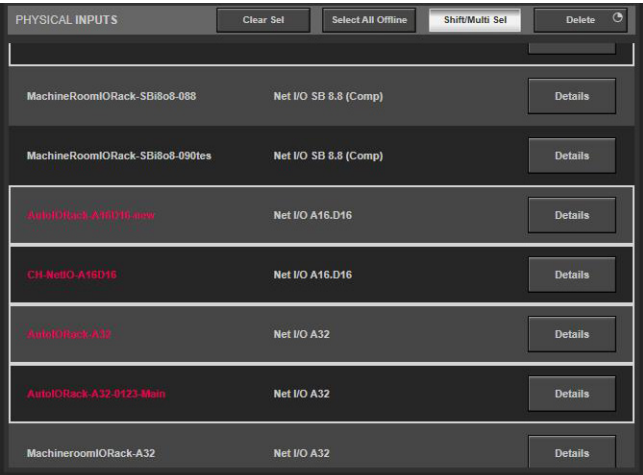 PHYSICAL INPUTS
Clear Sel
Select All Offline
Shift/Multi Sel
Delete
MachineRoomIORack-SBi8o8-088 Net I/O SB 8.8 (Comp) Details
MachineRoomIORack-SBi8o8-090tes Net I/O SB 8.8 (Comp) Details
AutoIORack-A16D16-new Net I/O A16.D16 Details
CH-NetIO-A16D16 Net I/O A16.D16 Details
AutoIORack-A32 Net I/O A32 Details
AutoIORack-A32-0123-Main Net I/O A32 Details
MachineroomIORack-A32 Net I/O A32 Details